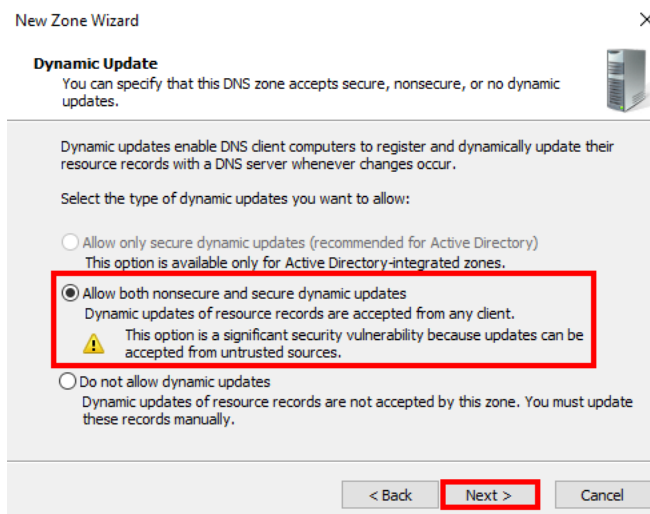 New Zone Wizard
Dynamic Update
You can specify that this DNS zone accepts secure, nonsecure, or no dynamic
updates.
Dynamic updates enable DNS client computers to register and dynamically update their
resource records with a DNS server whenever changes occur.
Select the type of dynamic updates you want to allow:
Allow only secure dynamic updates (recommended for Active Directory)
This option is available only for Active Directory-integrated zones.
Allow both nonsecure and secure dynamic updates
Dynamic updates of resource records are accepted from any client.
This option is a significant security vulnerability because updates can be
accepted from untrusted sources.
Do not allow dynamic updates
Dynamic updates of resource records are not accepted by this zone. You must update
these records manually.
< Back Next > Cancel